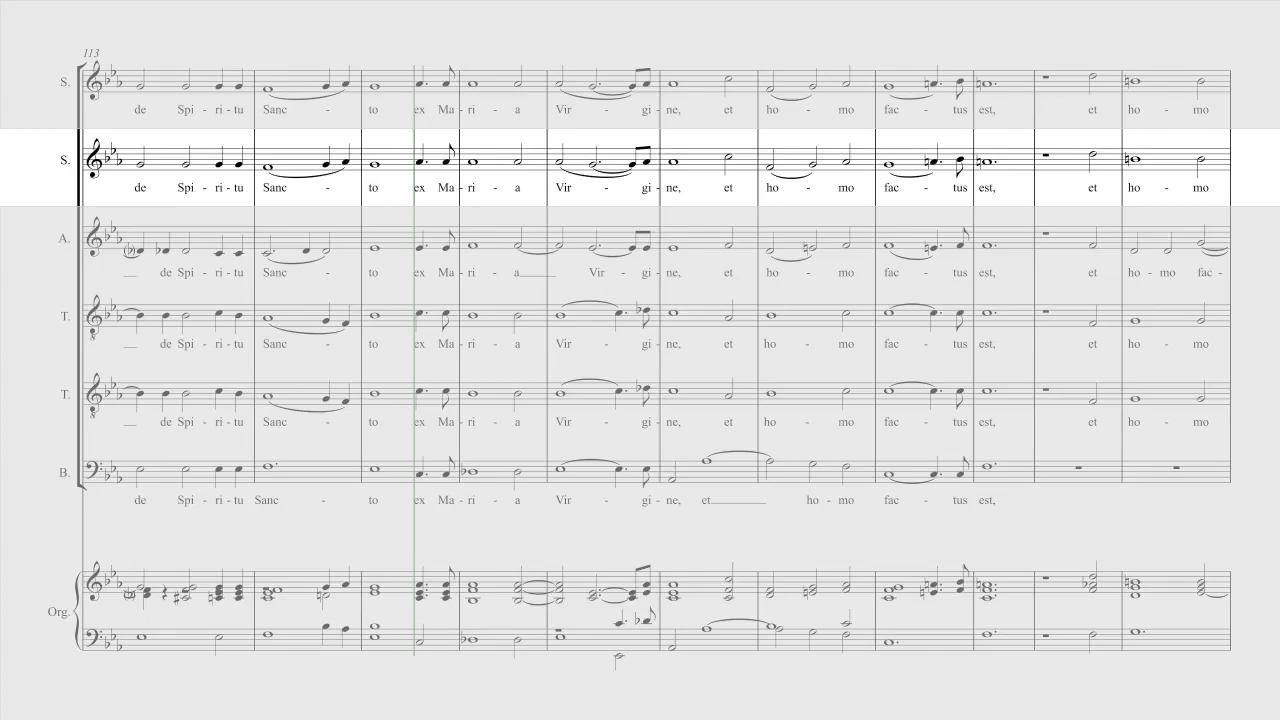 113
S. de Spi - ri - tu Sanc - to ex Ma - ri - a Vir - gi - ne, et ho - mo fac - tus est, et ho - mo
S. de Spi - ri - tu Sanc - to ex Ma - ri - a Vir - gi - ne, et ho - mo fac - tus est, et ho - mo
A. de Spi - ri - tu Sanc - to ex Ma - ri - a Vir - gi - ne, et ho - mo fac - tus est, et ho - mo fac -
T. de Spi - ri - tu Sanc - to ex Ma - ri - a Vir - gi - ne, et ho - mo fac - tus est, et ho - mo
T. de Spi - ri - tu Sanc - to ex Ma - ri - a Vir - gi - ne, et ho - mo fac - tus est, et ho - mo
B. de Spi - ri - tu Sanc - to ex Ma - ri - a Vir - gi - ne, et ho - mo fac - tus est,
Org.